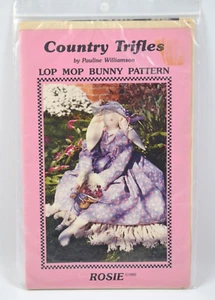 Country Trifles
by Pauline Williamson
LOP MOP BUNNY PATTERN
ROSIE